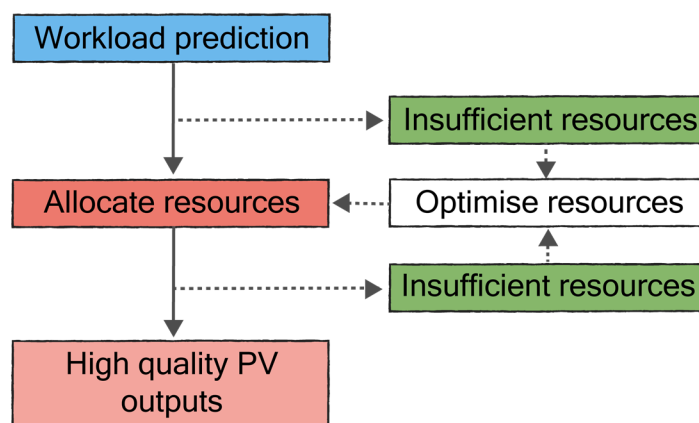 Workload prediction
Insufficient resources
Allocate resources
Optimise resources
Insufficient resources
High quality PV
outputs